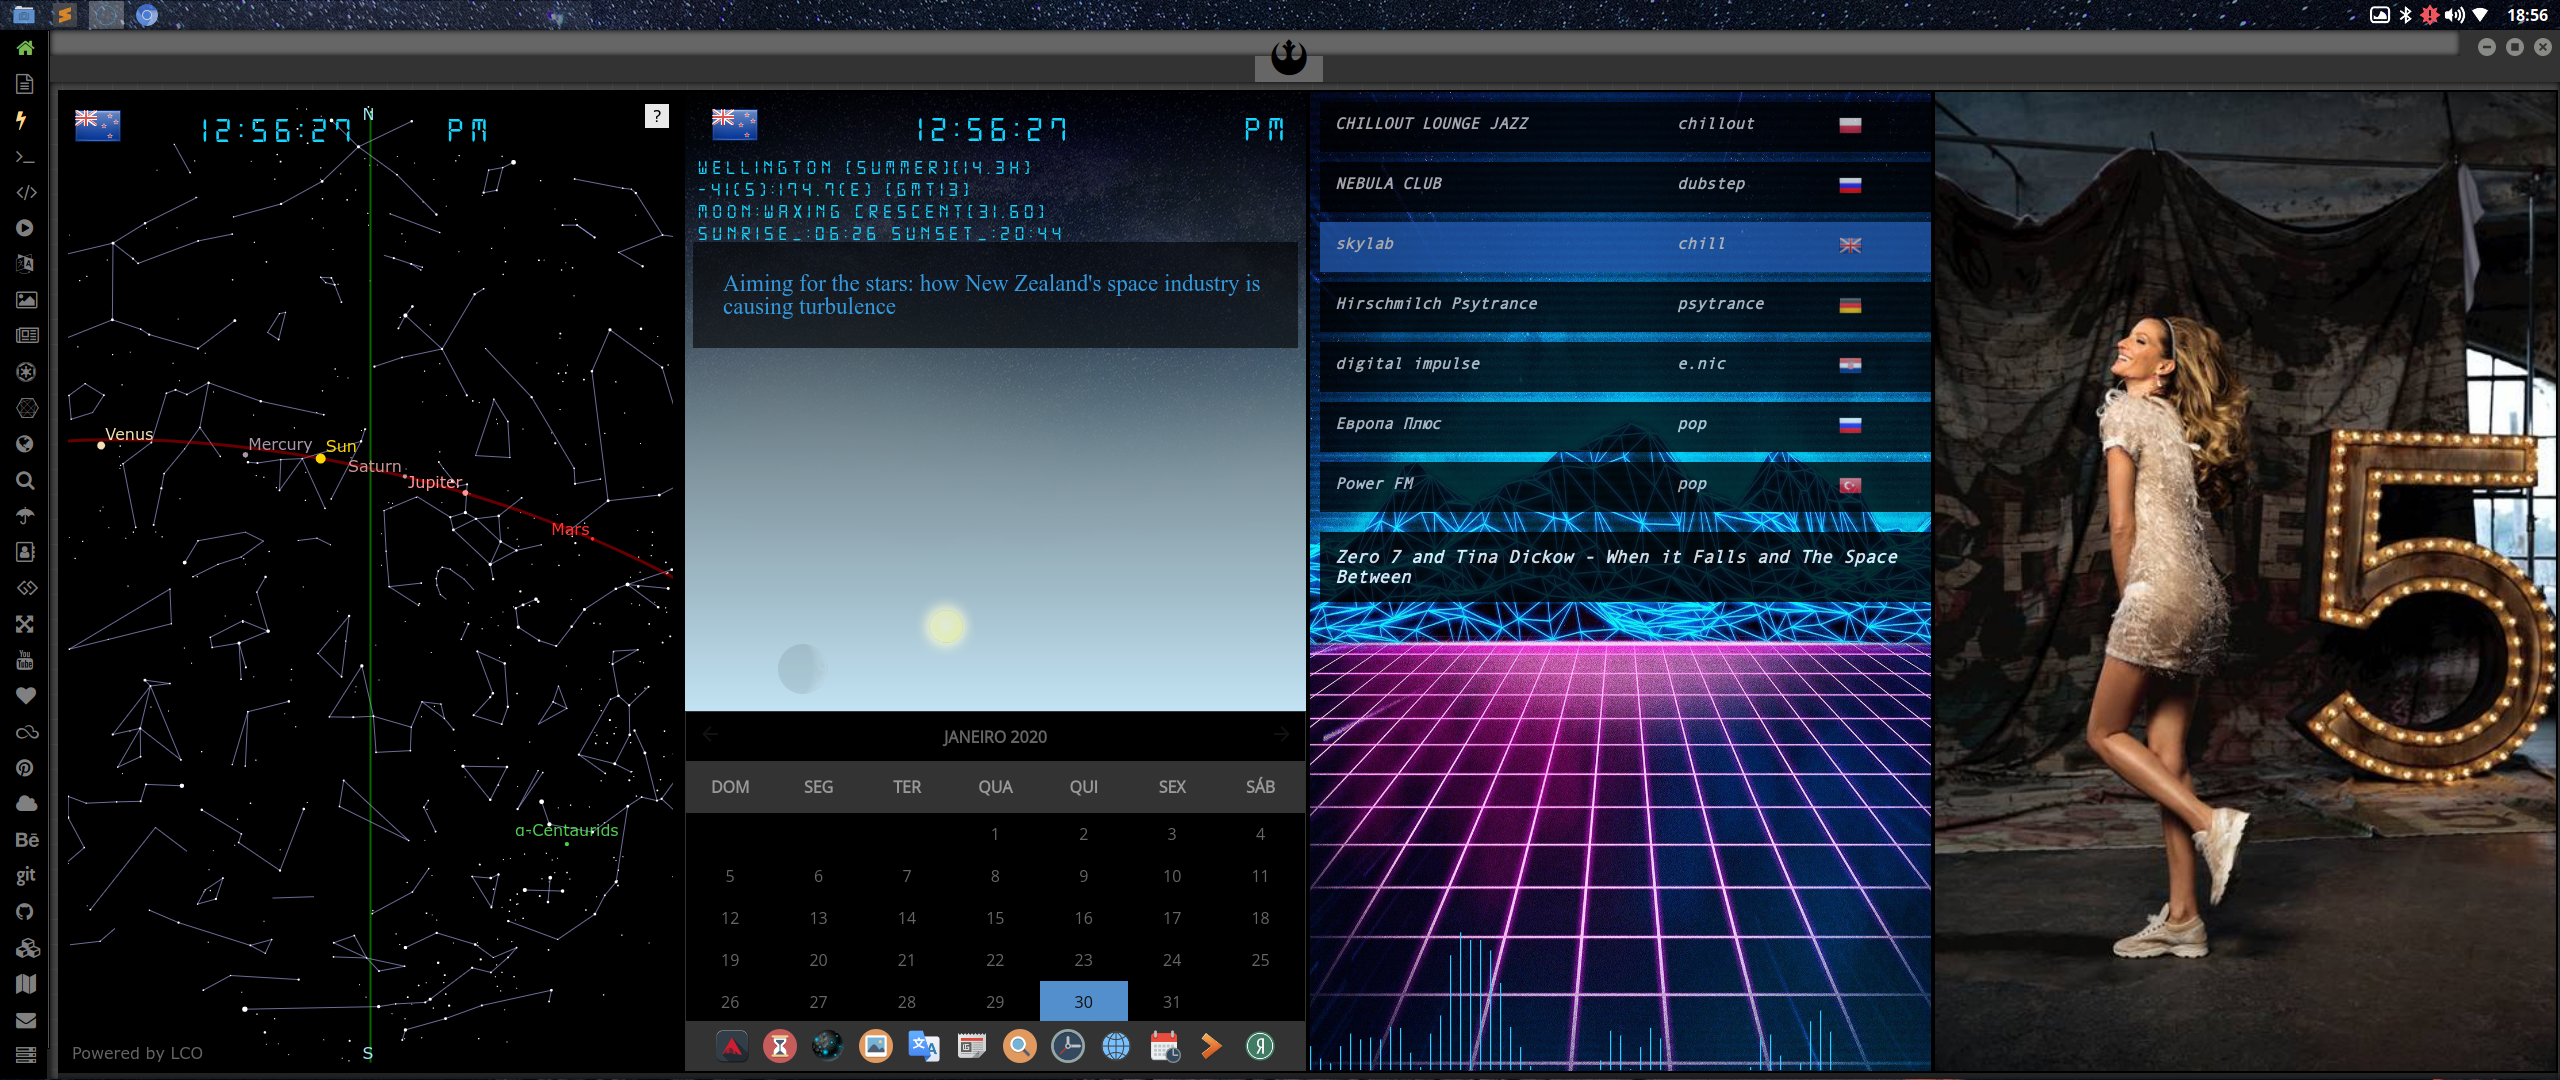 18:56
N
12:56:27 PM
?
Venus
Mercury
Sun
Saturn
Jupiter
Mars
α-Centaurids
Powered by LCO
S
12:56:27 PM
WELLINGTON (SUMMER)(14.3H)
-41(S):174.7(E) (GMT13)
MOON:WAXING CRESCENT(31.60)
SUNRISE_:06:26 SUNSET_:20:44
Aiming for the stars: how New Zealand's space industry is
causing turbulence
JANEIRO 2020
DOM SEG TER QUA QUI SEX SÁB
1 2 3 4
5 6 7 8 9 10 11
12 13 14 15 16 17 18
19 20 21 22 23 24 25
26 27 28 29 30 31
CHILLOUT LOUNGE JAZZ chillout
NEBULA CLUB dubstep
skylab chill
Hirschmilch Psytrance psytrance
digital impulse e.nic
Европа Плюс pop
Power FM pop
Zero 7 and Tina Dickow - When it Falls and The Space
Between
5
You
Tube
Bē
git